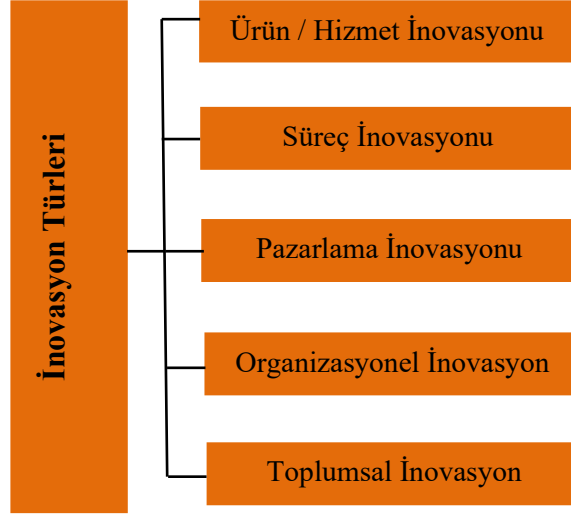 İnovasyon Türleri
Ürün / Hizmet İnovasyonu
Süreç İnovasyonu
Pazarlama İnovasyonu
Organizasyonel İnovasyon
Toplumsal İnovasyon